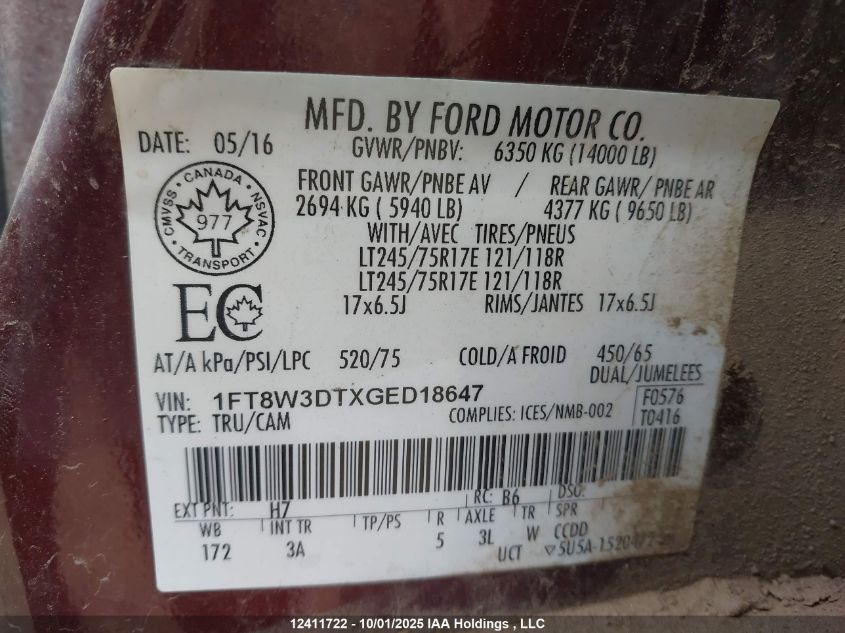 MFD. BY FORD MOTOR CO.
DATE: 05/16
GVWR/PNBV: 6350 KG (14000 LB)
FRONT GAWR/PNBE AV / REAR GAWR/ PNBE AR
2694 KG ( 5940 LB) 4377 KG ( 9650 LB)
WITH/AVEC TIRES/PNEUS
LT245/75R17E 121/118R
LT245/75R17E 121/118R
17x6.5J RIMS/JANTES 17x6.5J
CANADA
CMVSS NSVAC
977
TRANSPORT
EC
AT/A kPa/PSI/LPC 520/75 COLD/A FROID 450/65
DUAL/JUMELEES
VIN: 1FT8W3DTXGED18647
F0576
TYPE: TRU/CAM COMPLIES: ICES/NMB-002
T0416
EXT PNT: H7 RC: B6 DSO:
WB INT TR TP/PS R AXLE TR SPR
172 3A 5 3L W CCDD
UCT
12411722 - 10/01/2025 IAA Holdings , LLC